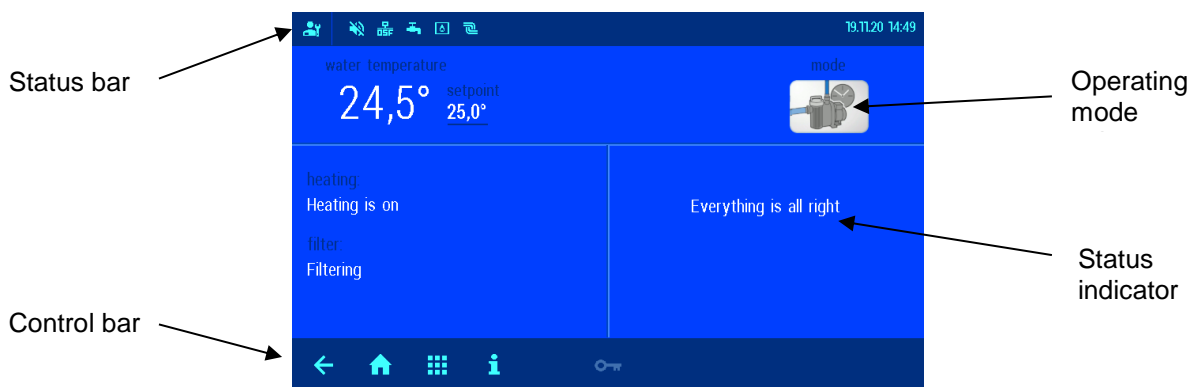 OSF
19.11.20 14:49
Status bar
water temperature
mode
24,5°
setpoint
25,0°
Operating
mode
heating:
Heating is on
Everything is all right
filter:
Filtering
Status
indicator
Control bar